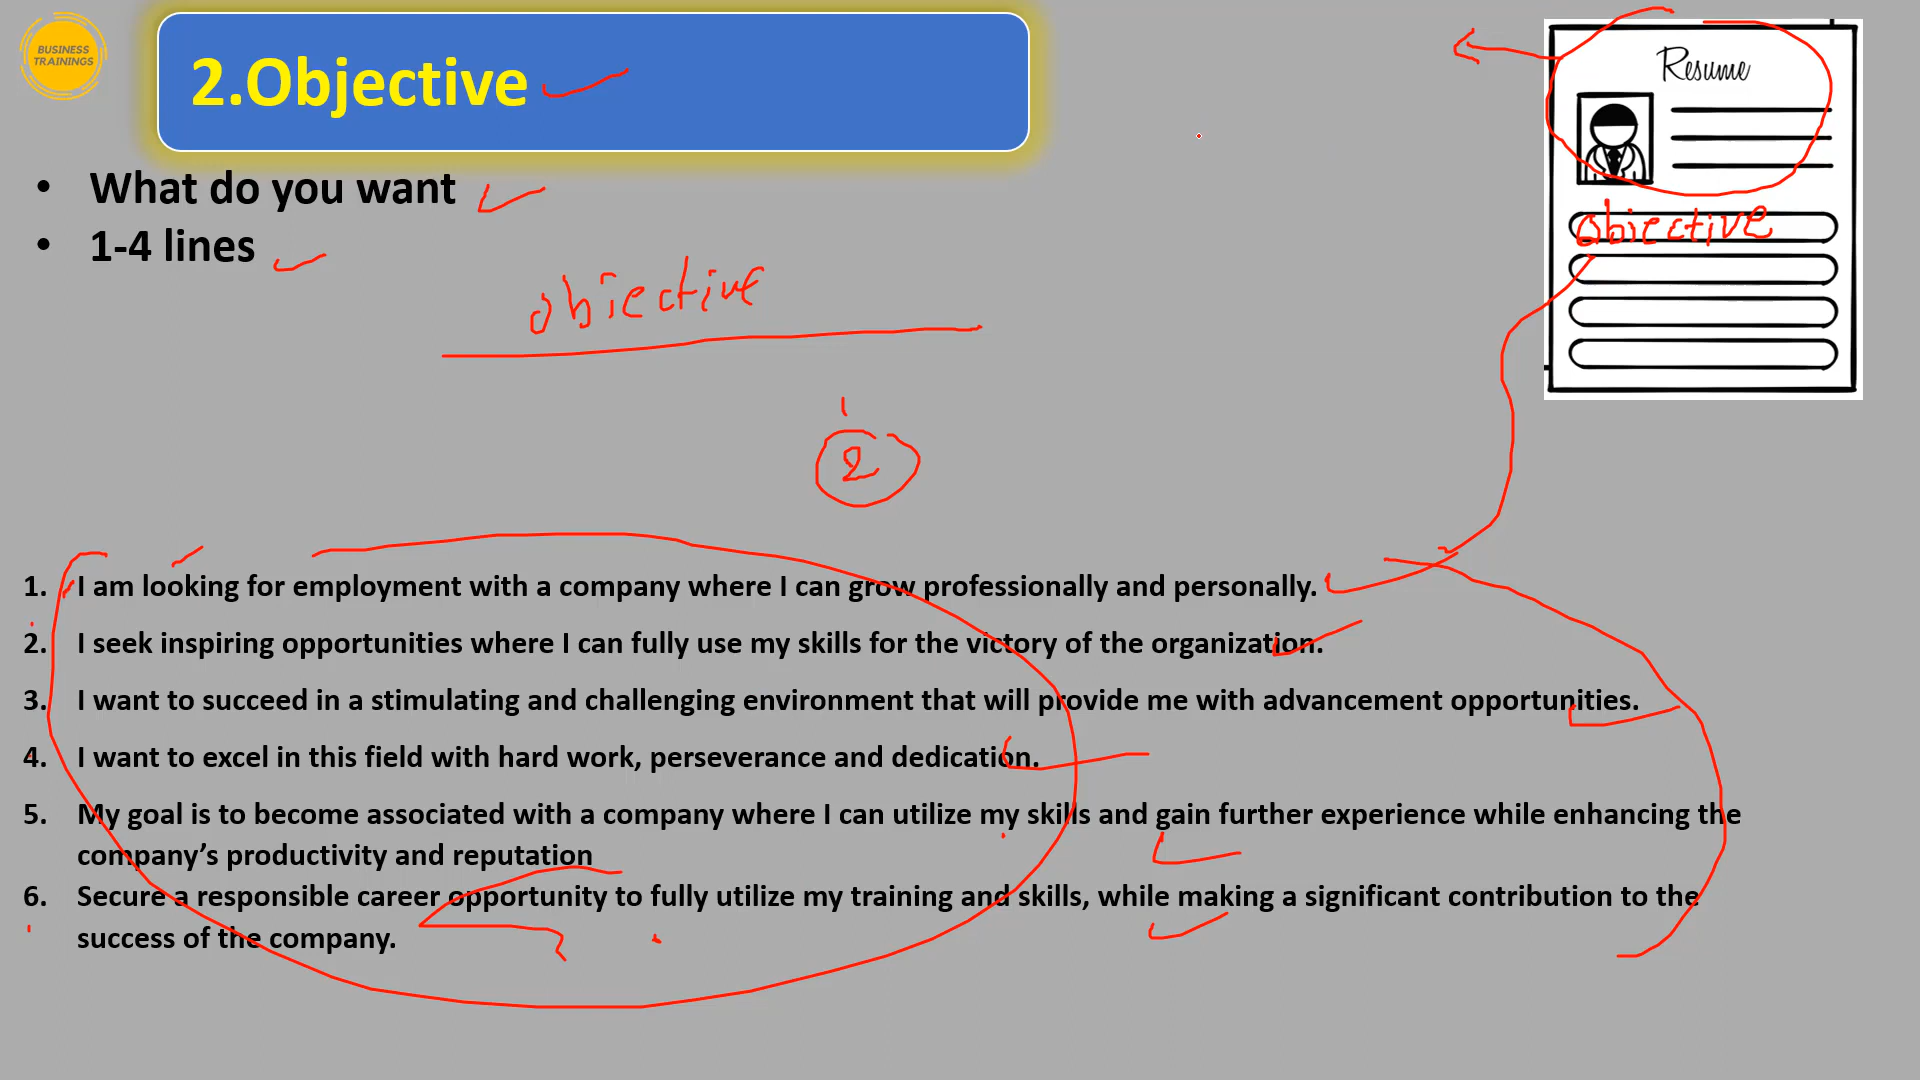 BUSINESS
TRAININGS
2.Objective
Resume
• What do you want
• 1-4 lines
objective
objective
1
2
1. I am looking for employment with a company where I can grow professionally and personally.
2. I seek inspiring opportunities where I can fully use my skills for the victory of the organization.
3. I want to succeed in a stimulating and challenging environment that will provide me with advancement opportunities.
4. I want to excel in this field with hard work, perseverance and dedication.
5. My goal is to become associated with a company where I can utilize my skills and gain further experience while enhancing the
company’s productivity and reputation
6. Secure a responsible career opportunity to fully utilize my training and skills, while making a significant contribution to the
success of the company.